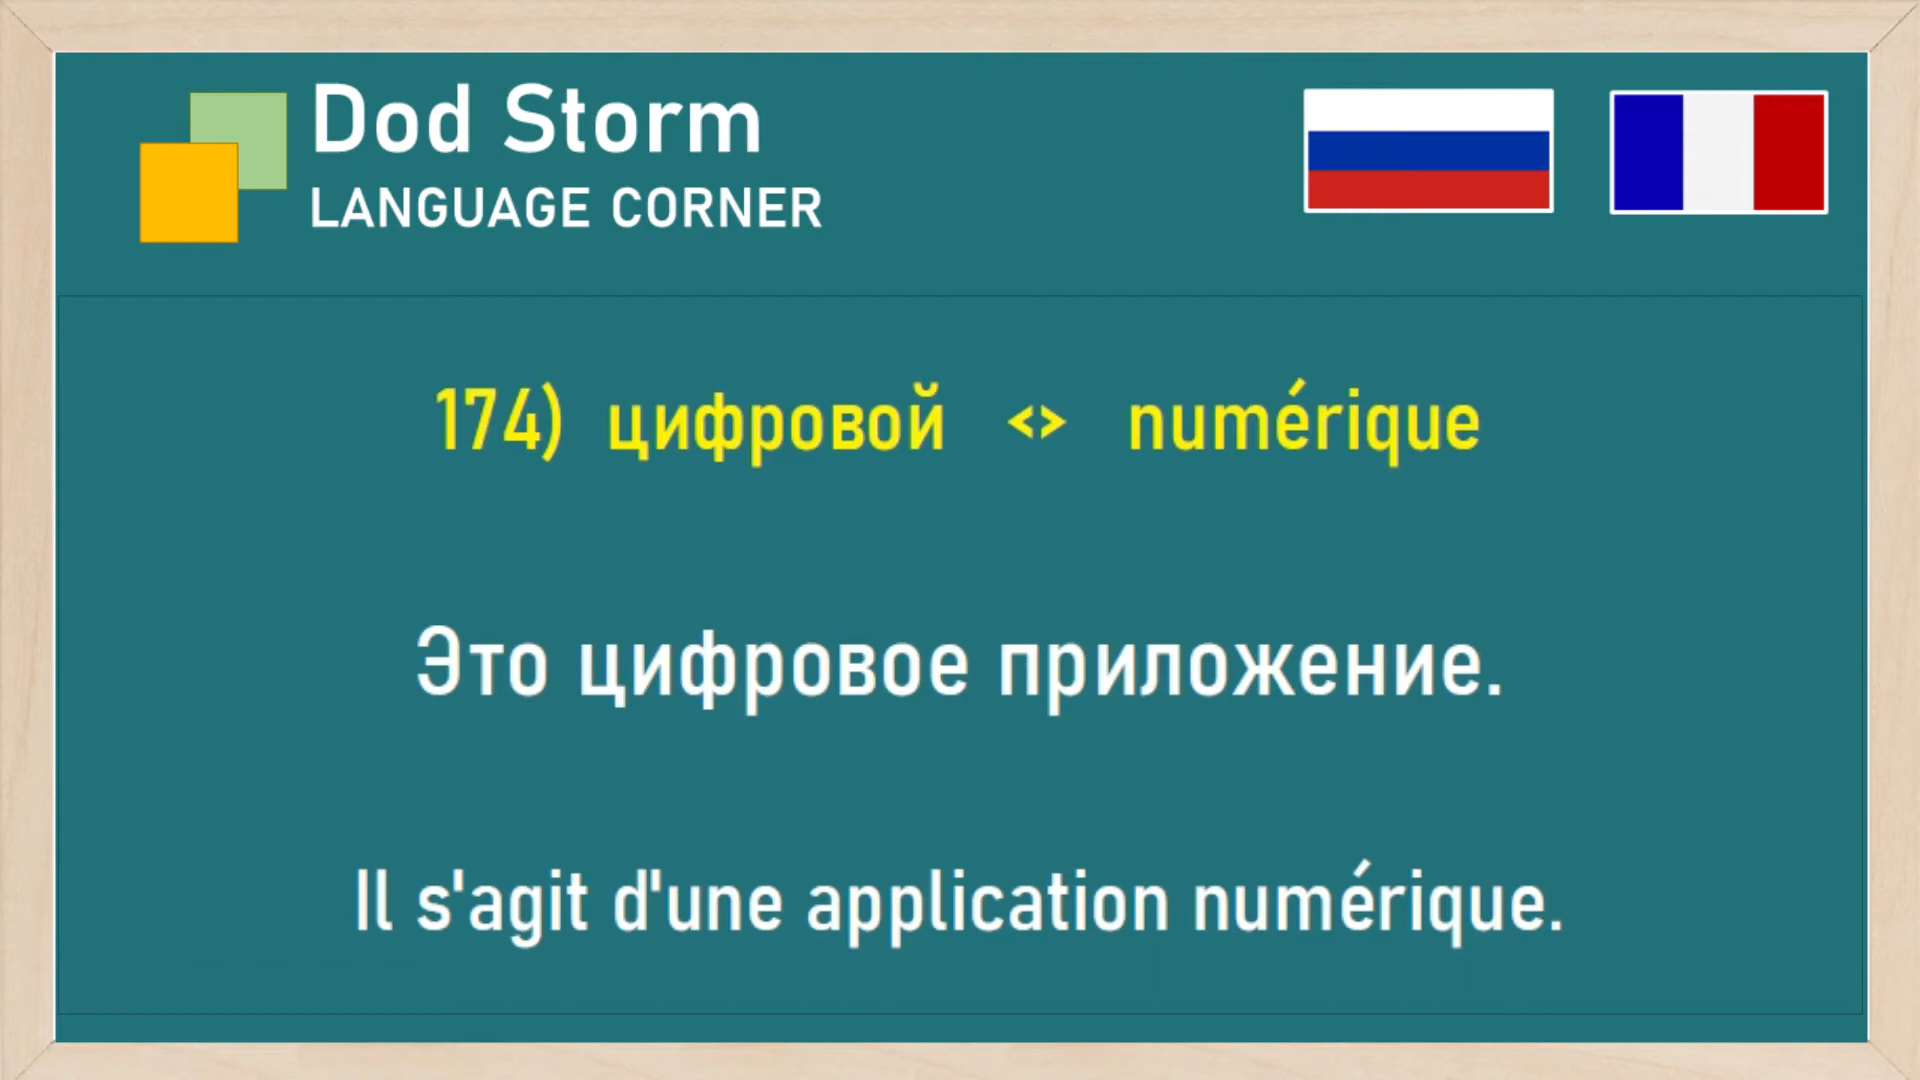 Dod Storm
LANGUAGE CORNER
174) цифровой <> numérique
Это цифровое приложение.
Il s'agit d'une application numérique.